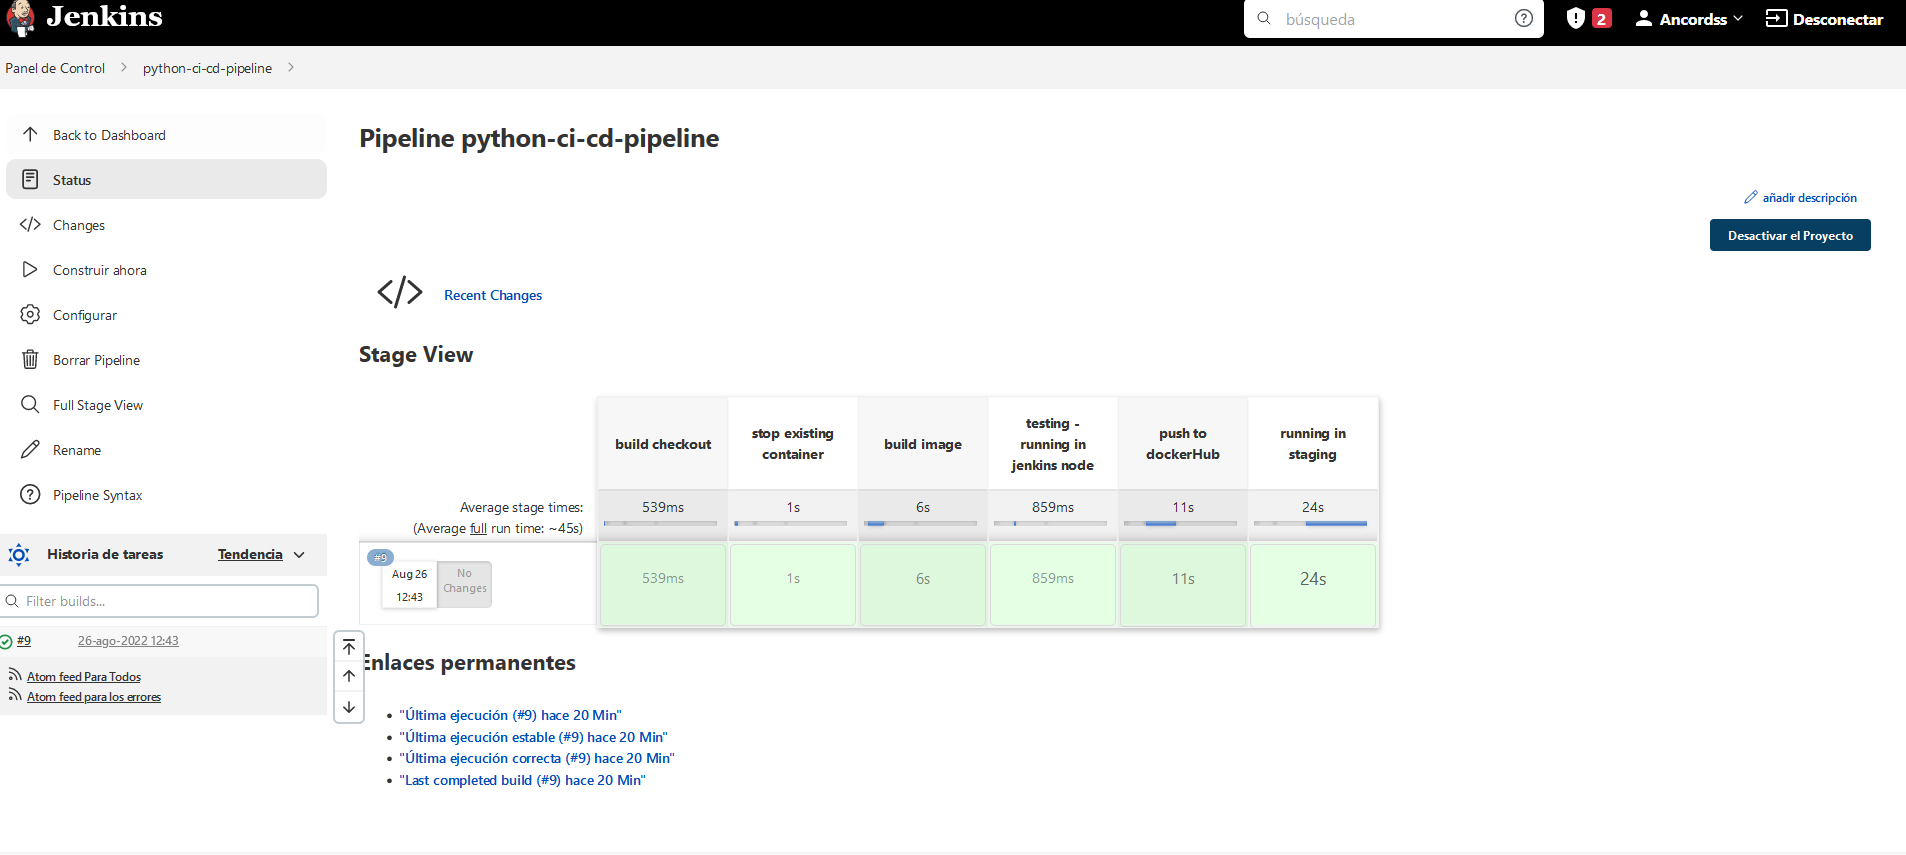 Jenkins
búsqueda
2
Ancordss
Desconectar
Panel de Control
python-ci-cd-pipeline
Back to Dashboard
Status
Changes
Construir ahora
Configurar
Borrar Pipeline
Full Stage View
Rename
Pipeline Syntax
Historia de tareas
Tendencia
Filter builds...
#9
26-ago-2022 12:43
Atom feed Para Todos
Atom feed para los errores
Pipeline python-ci-cd-pipeline
añadir descripción
Desactivar el Proyecto
</> Recent Changes
Stage View
build checkout
stop existing
container
build image
testing -
running in
jenkins node
push to
dockerHub
running in
staging
Average stage times:
(Average full run time: ~45s)
539ms
1s
6s
859ms
11s
24s
#9
Aug 26
12:43
No
Changes
539ms
1s
6s
859ms
11s
24s
Enlaces permanentes
"Última ejecución (#9) hace 20 Min"
"Última ejecución estable (#9) hace 20 Min"
"Última ejecución correcta (#9) hace 20 Min"
"Last completed build (#9) hace 20 Min"